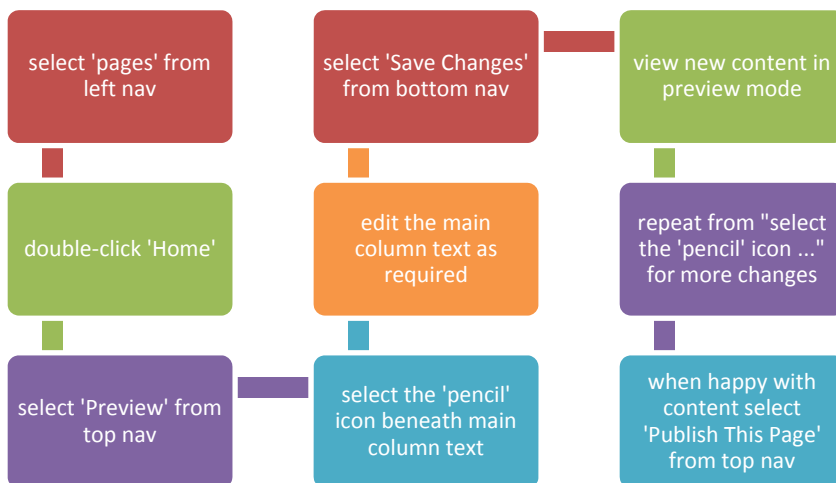 select 'pages' from
left nav
double-click 'Home'
select 'Preview' from
top nav
select the 'pencil'
icon beneath main
column text
edit the main
column text as
required
select 'Save Changes'
from bottom nav
view new content in
preview mode
repeat from "select
the 'pencil' icon ..."
for more changes
when happy with
content select
'Publish This Page'
from top nav